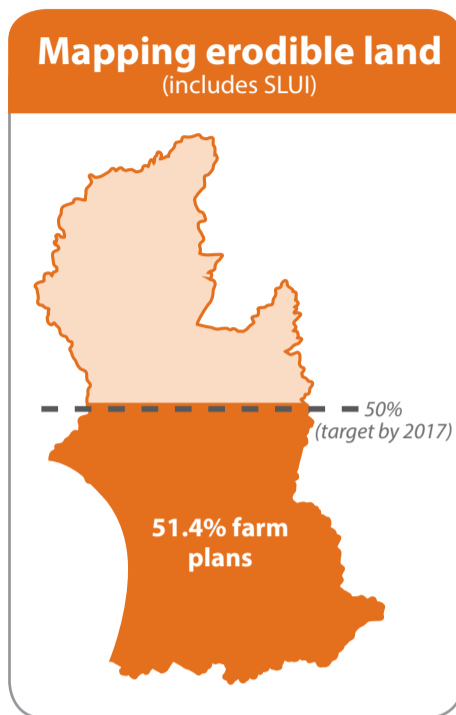 Mapping erodible land
(includes SLUI)
50%
(target by 2017)
51.4% farm
plans